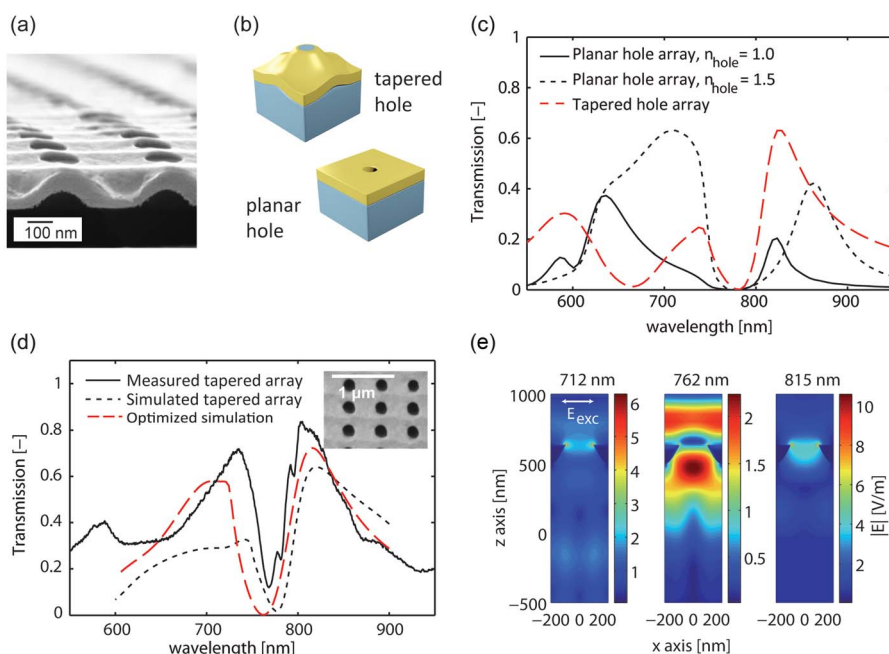 (a)
100 nm
(b)
tapered
hole
planar
hole
(c)
Transmission [–]
1
0.8
0.6
0.4
0.2
0
600
700
800
900
wavelength [nm]
Planar hole array, nhole= 1.0
Planar hole array, nhole= 1.5
Tapered hole array
(d)
Transmission [–]
1
0.8
0.6
0.4
0.2
0
600
700
800
900
wavelength [nm]
Measured tapered array
Simulated tapered array
Optimized simulation
1 µm
(e)
712 nm
762 nm
815 nm
z axis [nm]
1000
500
0
−500
Eexc
6
5
4
3
2
1
2
1.5
1
0.5
10
8
6
4
2
|E| [V/m]
−200 0 200
−200 0 200
−200 0 200
x axis [nm]